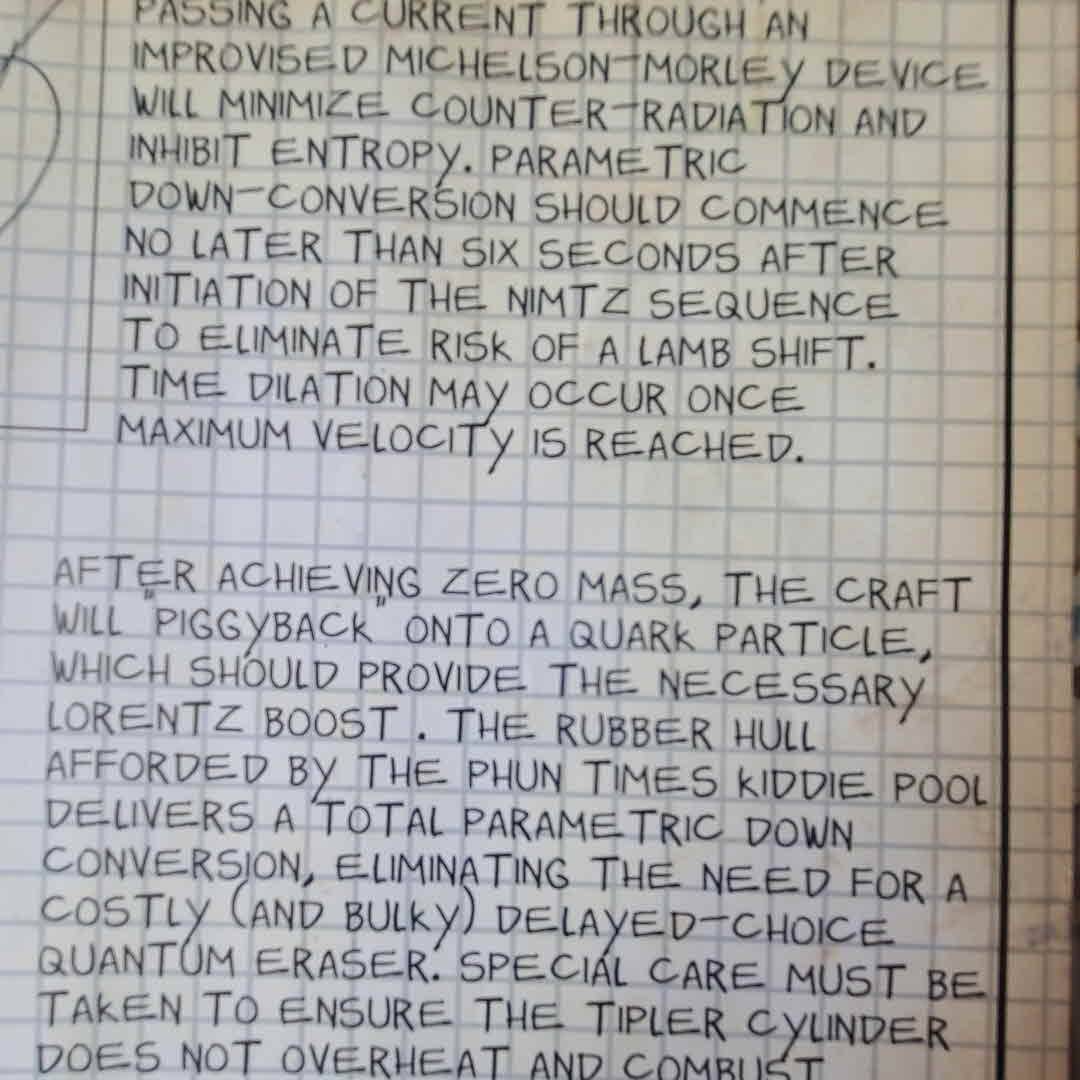 PASSING A CURRENT THROUGH AN
IMPROVISED MICHELSON-MORLEY DEVICE
WILL MINIMIZE COUNTER-RADIATION AND
INHIBIT ENTROPY. PARAMETRIC
DOWN-CONVERSION SHOULD COMMENCE
NO LATER THAN SIX SECONDS AFTER
INITIATION OF THE NIMTZ SEQUENCE
TO ELIMINATE RISK OF A LAMB SHIFT.
TIME DILATION MAY OCCUR ONCE
MAXIMUM VELOCITY IS REACHED.
AFTER ACHIEVING ZERO MASS, THE CRAFT
WILL "PIGGYBACK" ONTO A QUARK PARTICLE,
WHICH SHOULD PROVIDE THE NECESSARY
LORENTZ BOOST. THE RUBBER HULL
AFFORDED BY THE PHUN TIMES KIDDIE POOL
DELIVERS A TOTAL PARAMETRIC DOWN
CONVERSION, ELIMINATING THE NEED FOR A
COSTLY (AND BULKY) DELAYED-CHOICE
QUANTUM ERASER. SPECIAL CARE MUST BE
TAKEN TO ENSURE THE TIPLER CYLINDER
DOES NOT OVERHEAT AND COMBUST